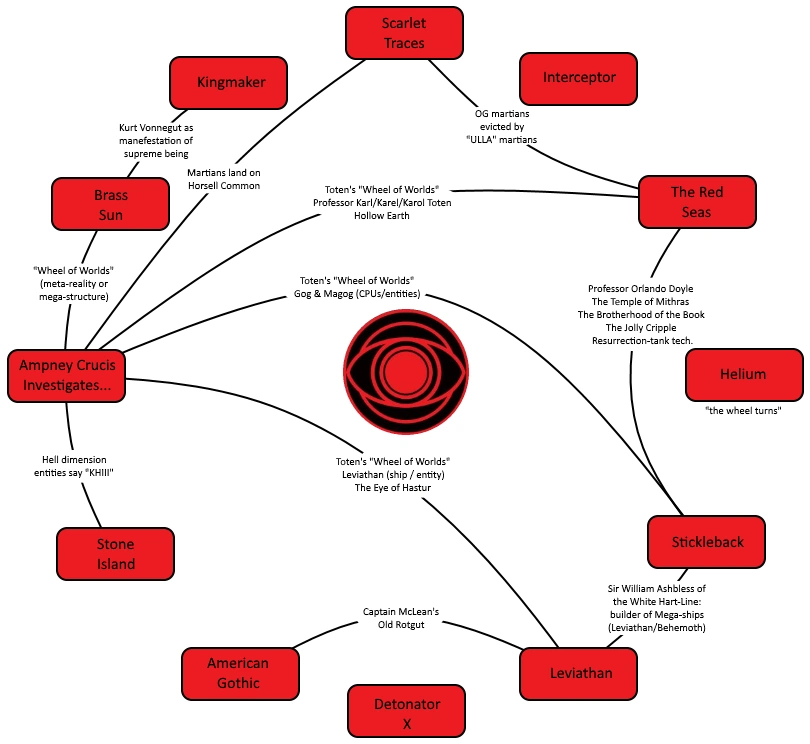 Scarlet
Traces
Kingmaker
Interceptor
Kurt Vonnegut as
manefestation of
supreme being
OG martians
evicted by
"ULLA" martians
Martians land on
Horsell Common
Brass
Sun
Toten's "Wheel of Worlds"
Professor Karl/Karel/Karol Toten
Hollow Earth
The Red
Seas
"Wheel of Worlds"
(meta-reality or
mega-structure)
Toten's "Wheel of Worlds"
Gog & Magog (CPUs/entities)
Professor Orlando Doyle
The Temple of Mithras
The Brotherhood of the Book
The Jolly Cripple
Resurrection-tank tech.
Ampney Crucis
Investigates...
Helium
"the wheel turns"
Hell dimension
entities say "KHIII"
Toten's "Wheel of Worlds"
Leviathan (ship / entity)
The Eye of Hastur
Stone
Island
Stickleback
Sir William Ashbless of
the White Hart-Line:
builder of Mega-ships
(Leviathan/Behemoth)
Captain McLean's
Old Rotgut
American
Gothic
Leviathan
Detonator
X